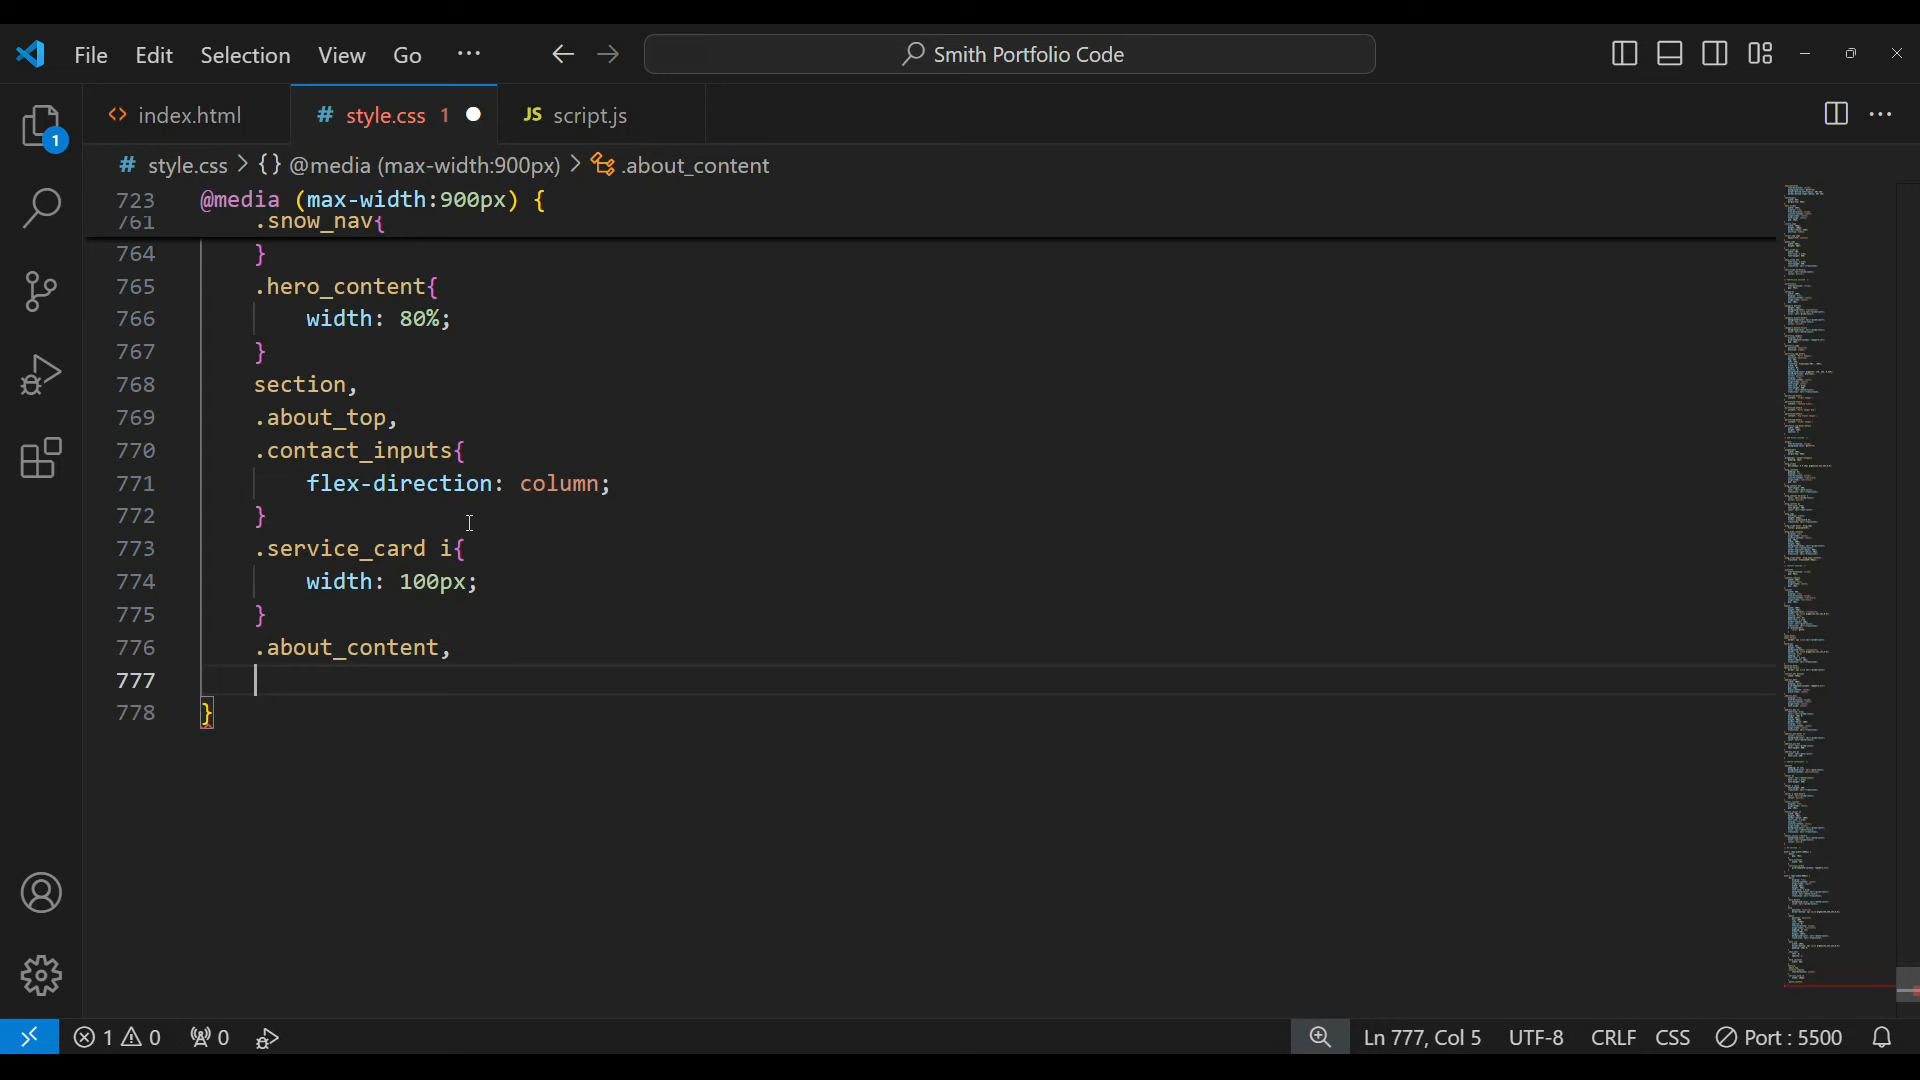 File Edit Selection View Go ··· Smith Portfolio Code
1
index.html # style.css 1 JS script.js
# style.css > {} @media (max-width:900px) > .about_content
723 @media (max-width:900px) {
761 .snow_nav{
764 }
765 .hero_content{
766 width: 80%;
767 }
768 section,
769 .about_top,
770 .contact_inputs{
771 flex-direction: column;
772 }
773 .service_card i{
774 width: 100px;
775 }
776 .about_content,
777
778 }
1 0 0 Ln 777, Col 5 UTF-8 CRLF CSS Port : 5500